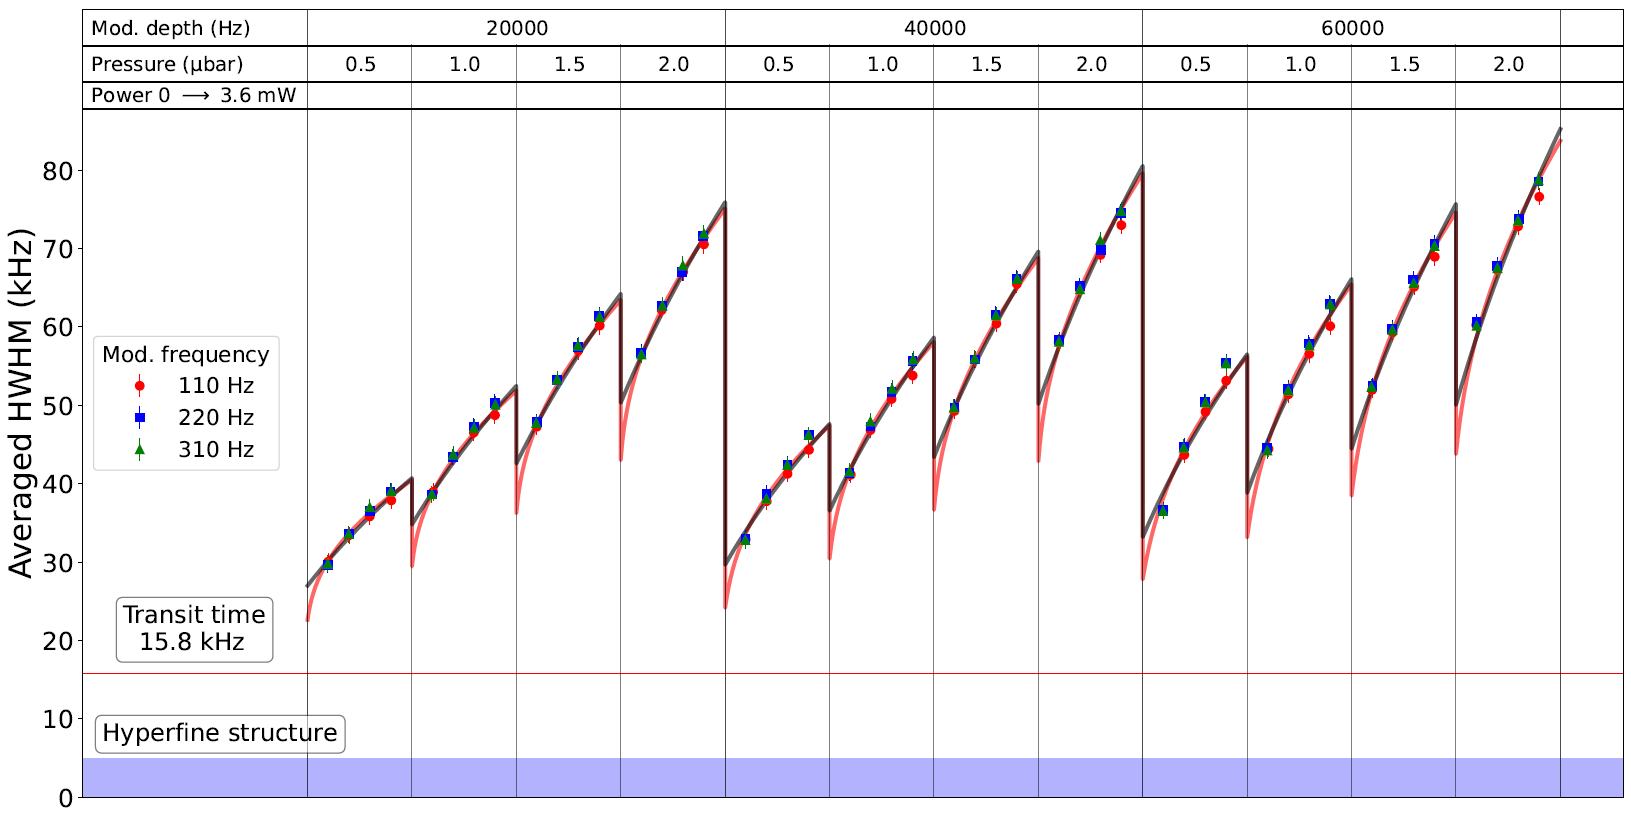 Mod. depth (Hz) 20000 40000 60000
Pressure (μbar) 0.5 1.0 1.5 2.0 0.5 1.0 1.5 2.0 0.5 1.0 1.5 2.0
Power 0 ⟶ 3.6 mW
Averaged HWHM (kHz)
80
70
60
50
40
30
20
10
0
Mod. frequency
110 Hz
220 Hz
310 Hz
Transit time
15.8 kHz
Hyperfine structure